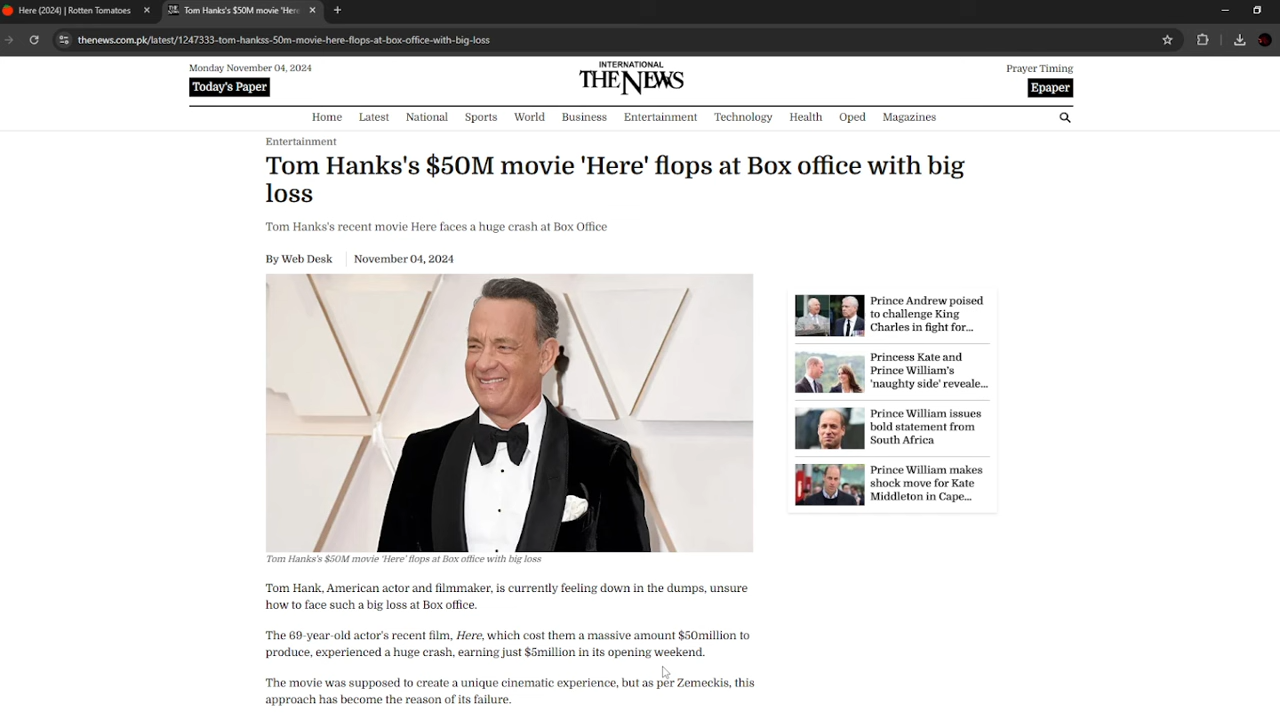 Here (2024) | Rotten Tomatoes
Tom Hanks's $50M movie 'Here
thenews.com.pk/latest/1247333-tom-hankss-50m-movie-here-flops-at-box-office-with-big-loss
Monday November 04, 2024
Today's Paper
INTERNATIONAL
THE NEWS
Prayer Timing
Epaper
Home Latest National Sports World Business Entertainment Technology Health Oped Magazines
Entertainment
Tom Hanks's $50M movie 'Here' flops at Box office with big
loss
Tom Hanks's recent movie Here faces a huge crash at Box Office
By Web Desk November 04, 2024
Tom Hanks's $50M movie 'Here' flops at Box office with big loss
Tom Hank, American actor and filmmaker, is currently feeling down in the dumps, unsure
how to face such a big loss at Box office.
The 69-year-old actor's recent film, Here, which cost them a massive amount $50million to
produce, experienced a huge crash, earning just $5million in its opening weekend.
The movie was supposed to create a unique cinematic experience, but as per Zemeckis, this
approach has become the reason of its failure.
Prince Andrew poised
to challenge King
Charles in fight for...
Princess Kate and
Prince William's
'naughty side' reveale...
Prince William issues
bold statement from
South Africa
Prince William makes
shock move for Kate
Middleton in Cape...